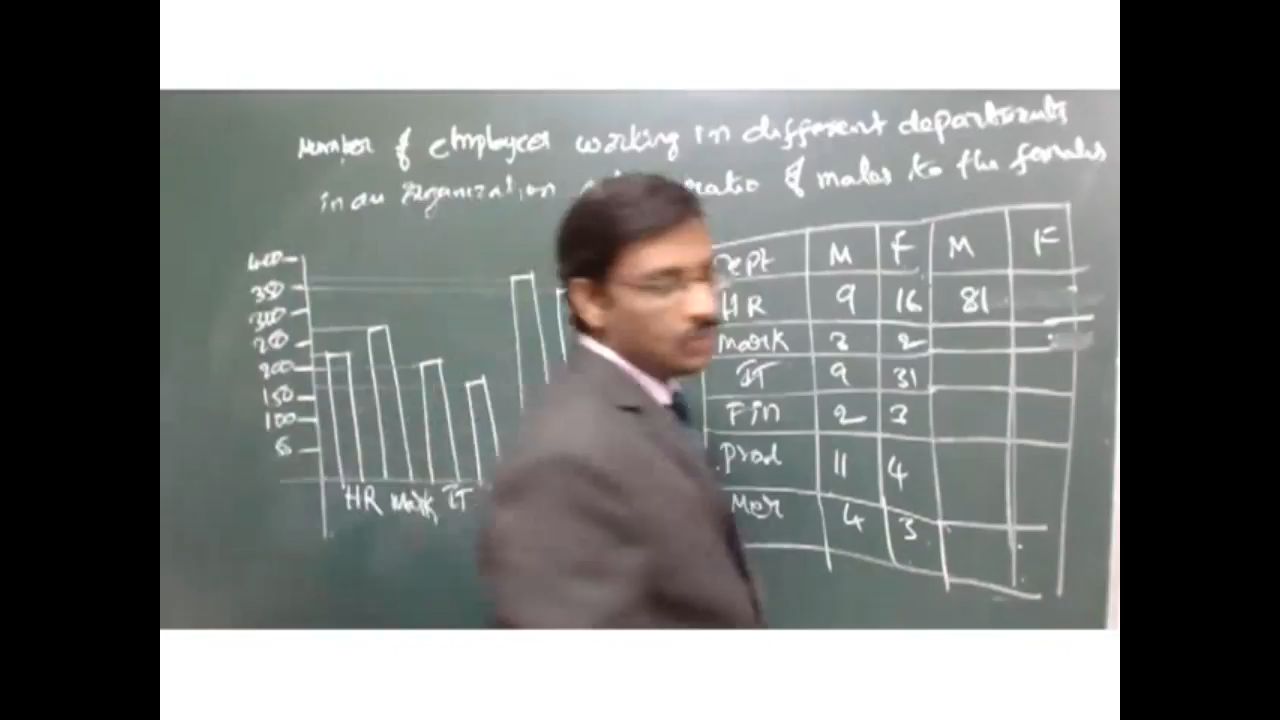 Number of employees working in different departments
in an organization ratio of males to the females
400
350
300
200
150
100
HR Mark IT
Dept M F M F
HR 9 16 81
Mark 3 2
IT 9 31
Fin 2 3
Prod 11 4
Mer 4 3